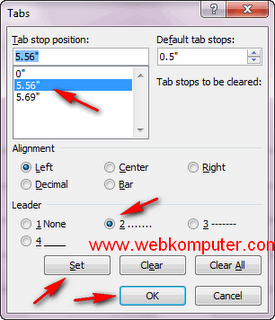 Tabs
Tab stop position: Default tab stops:
5.56" 0.5"
0" Tab stops to be cleared:
5.56"
5.69"
Alignment
Left Center Right
Decimal Bar
Leader
1 None 2 ....... 3 -------
4 ___
www.webkomputer.com
Set Clear Clear All
OK Cancel